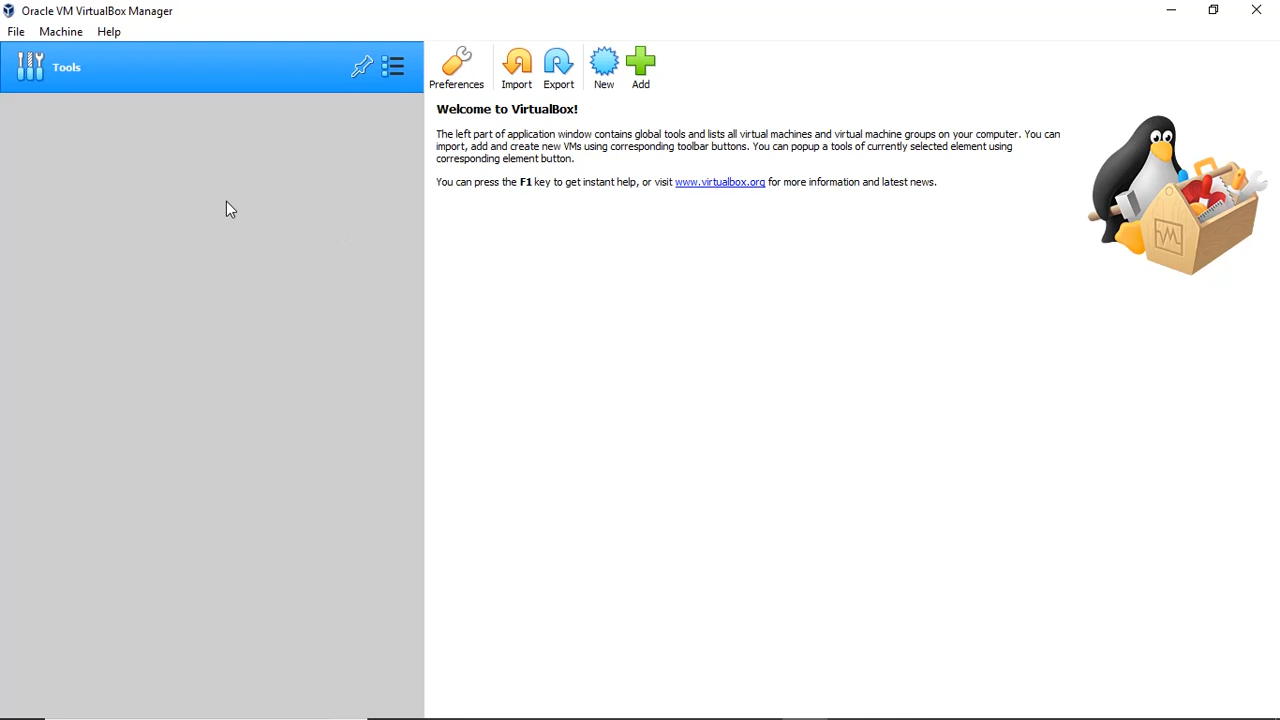 Oracle VM VirtualBox Manager
File Machine Help
Tools
Preferences Import Export New Add
Welcome to VirtualBox!
The left part of application window contains global tools and lists all virtual machines and virtual machine groups on your computer. You can
import, add and create new VMs using corresponding toolbar buttons. You can popup a tools of currently selected element using
corresponding element button.
You can press the F1 key to get instant help, or visit www.virtualbox.org for more information and latest news.